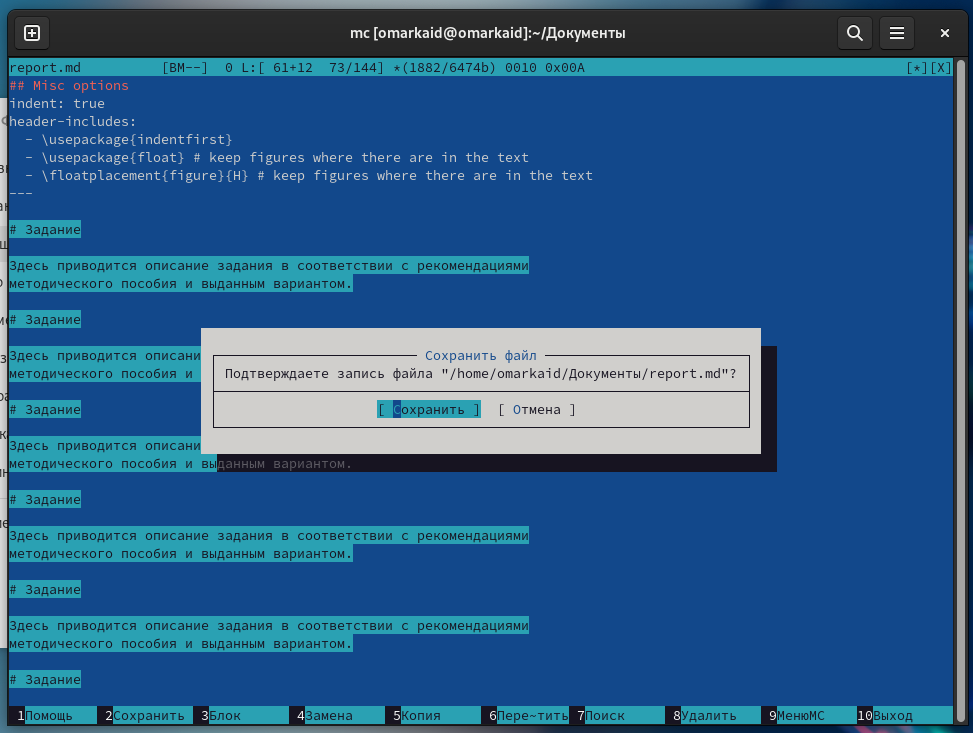 mc [omarkaid@omarkaid]:~/Документы
report.md [BM--] 0 L:[ 61+12 73/144] *(1882/6474b) 0010 0x00A [*][X]
## Misc options
indent: true
header-includes:
- \usepackage{indentfirst}
- \usepackage{float} # keep figures where there are in the text
- \floatplacement{figure}{H} # keep figures where there are in the text
---
# Задание
Здесь приводится описание задания в соответствии с рекомендациями
методического пособия и выданным вариантом.
# Задание
Здесь приводится описани
методического пособия и
# Задание
Здесь приводится описани
методического пособия и выданным вариантом.
Сохранить файл
Подтверждаете запись файла "/home/omarkaid/Документы/report.md"?
[ Сохранить ] [ Отмена ]
# Задание
Здесь приводится описание задания в соответствии с рекомендациями
методического пособия и выданным вариантом.
# Задание
Здесь приводится описание задания в соответствии с рекомендациями
методического пособия и выданным вариантом.
# Задание
1Помощь 2Сохранить 3Блок 4Замена 5Копия 6Пере~тить 7Поиск 8Удалить 9МенюMC 10Выход